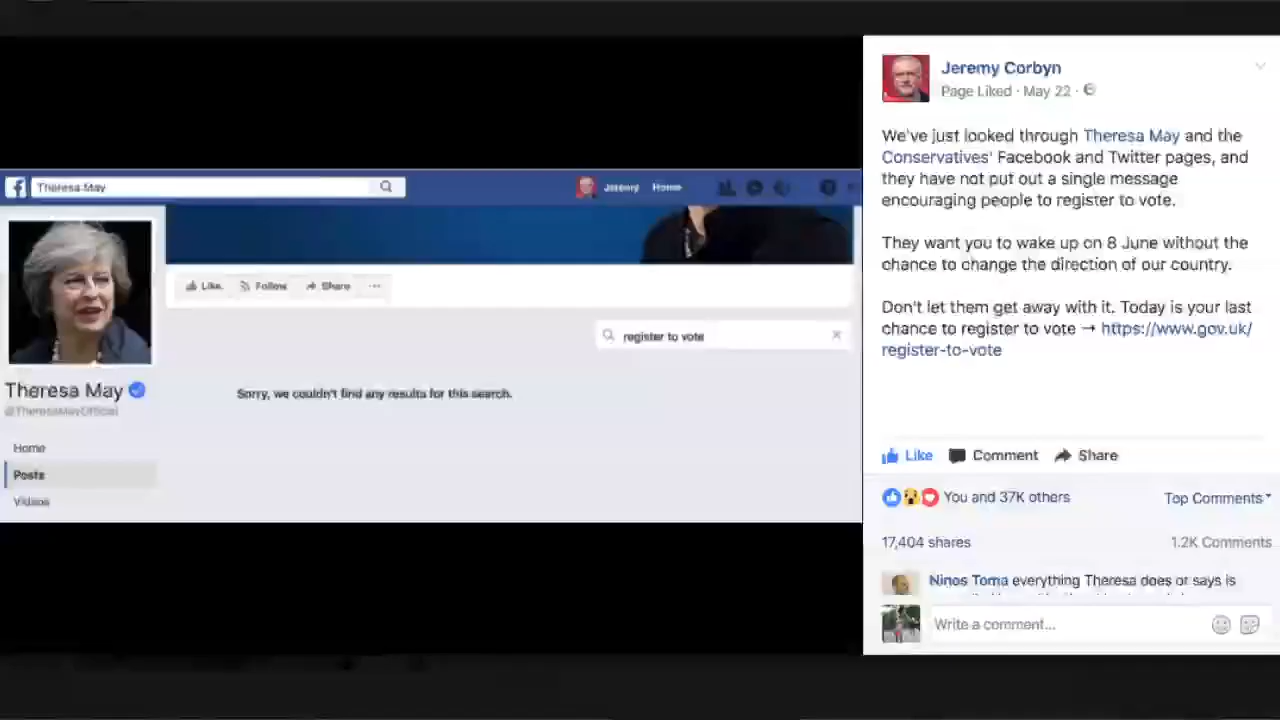 Theresa May
Jeremy Home
Like Follow Share ...
register to vote
Theresa May
@TheresaMayOfficial
Sorry, we couldn't find any results for this search.
Home
Posts
Videos
Jeremy Corbyn
Page Liked · May 22 ·
We've just looked through Theresa May and the
Conservatives' Facebook and Twitter pages, and
they have not put out a single message
encouraging people to register to vote.
They want you to wake up on 8 June without the
chance to change the direction of our country.
Don't let them get away with it. Today is your last
chance to register to vote → https://www.gov.uk/
register-to-vote
Like Comment Share
You and 37K others Top Comments
17,404 shares 1.2K Comments
Ninos Toma everything Theresa does or says is
Write a comment...